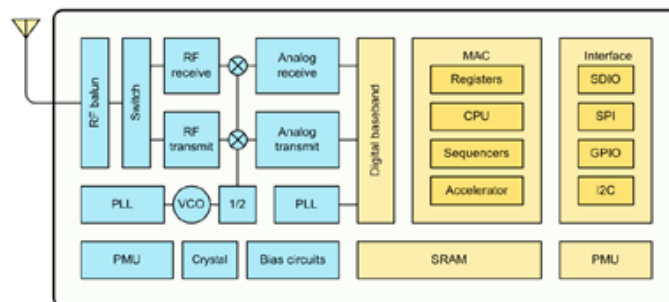 RF balun
Switch
RF
receive
Analog
receive
RF
transmit
Analog
transmit
PLL
VCO
1/2
PLL
Digital baseband
MAC
Registers
CPU
Sequencers
Accelerator
Interface
SDIO
SPI
GPIO
I2C
PMU
Crystal
Bias circuits
SRAM
PMU